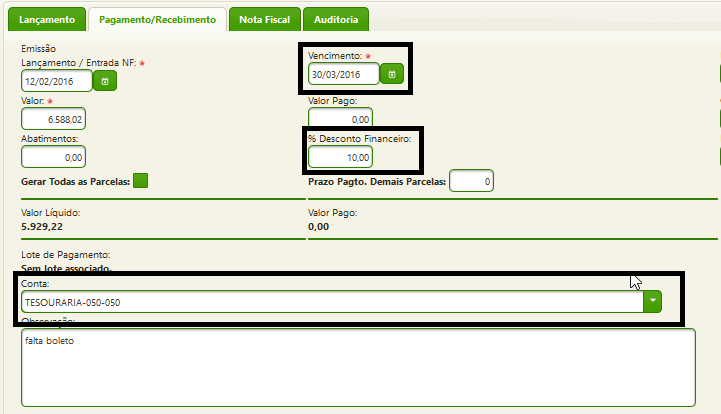 Lançamento Pagamento/Recebimento Nota Fiscal Auditoria
Emissão
Lançamento / Entrada NF: * Vencimento: *
12/02/2016 30/03/2016
Valor: * Valor Pago:
6.588,02 0,00
Abatimentos: % Desconto Financeiro:
0,00 10,00
Gerar Todas as Parcelas: Prazo Pagto. Demais Parcelas: 0
Valor Líquido: Valor Pago:
5.929,22 0,00
Lote de Pagamento:
Sem lote associado.
Conta:
TESOURARIA-050-050
Observação:
falta boleto